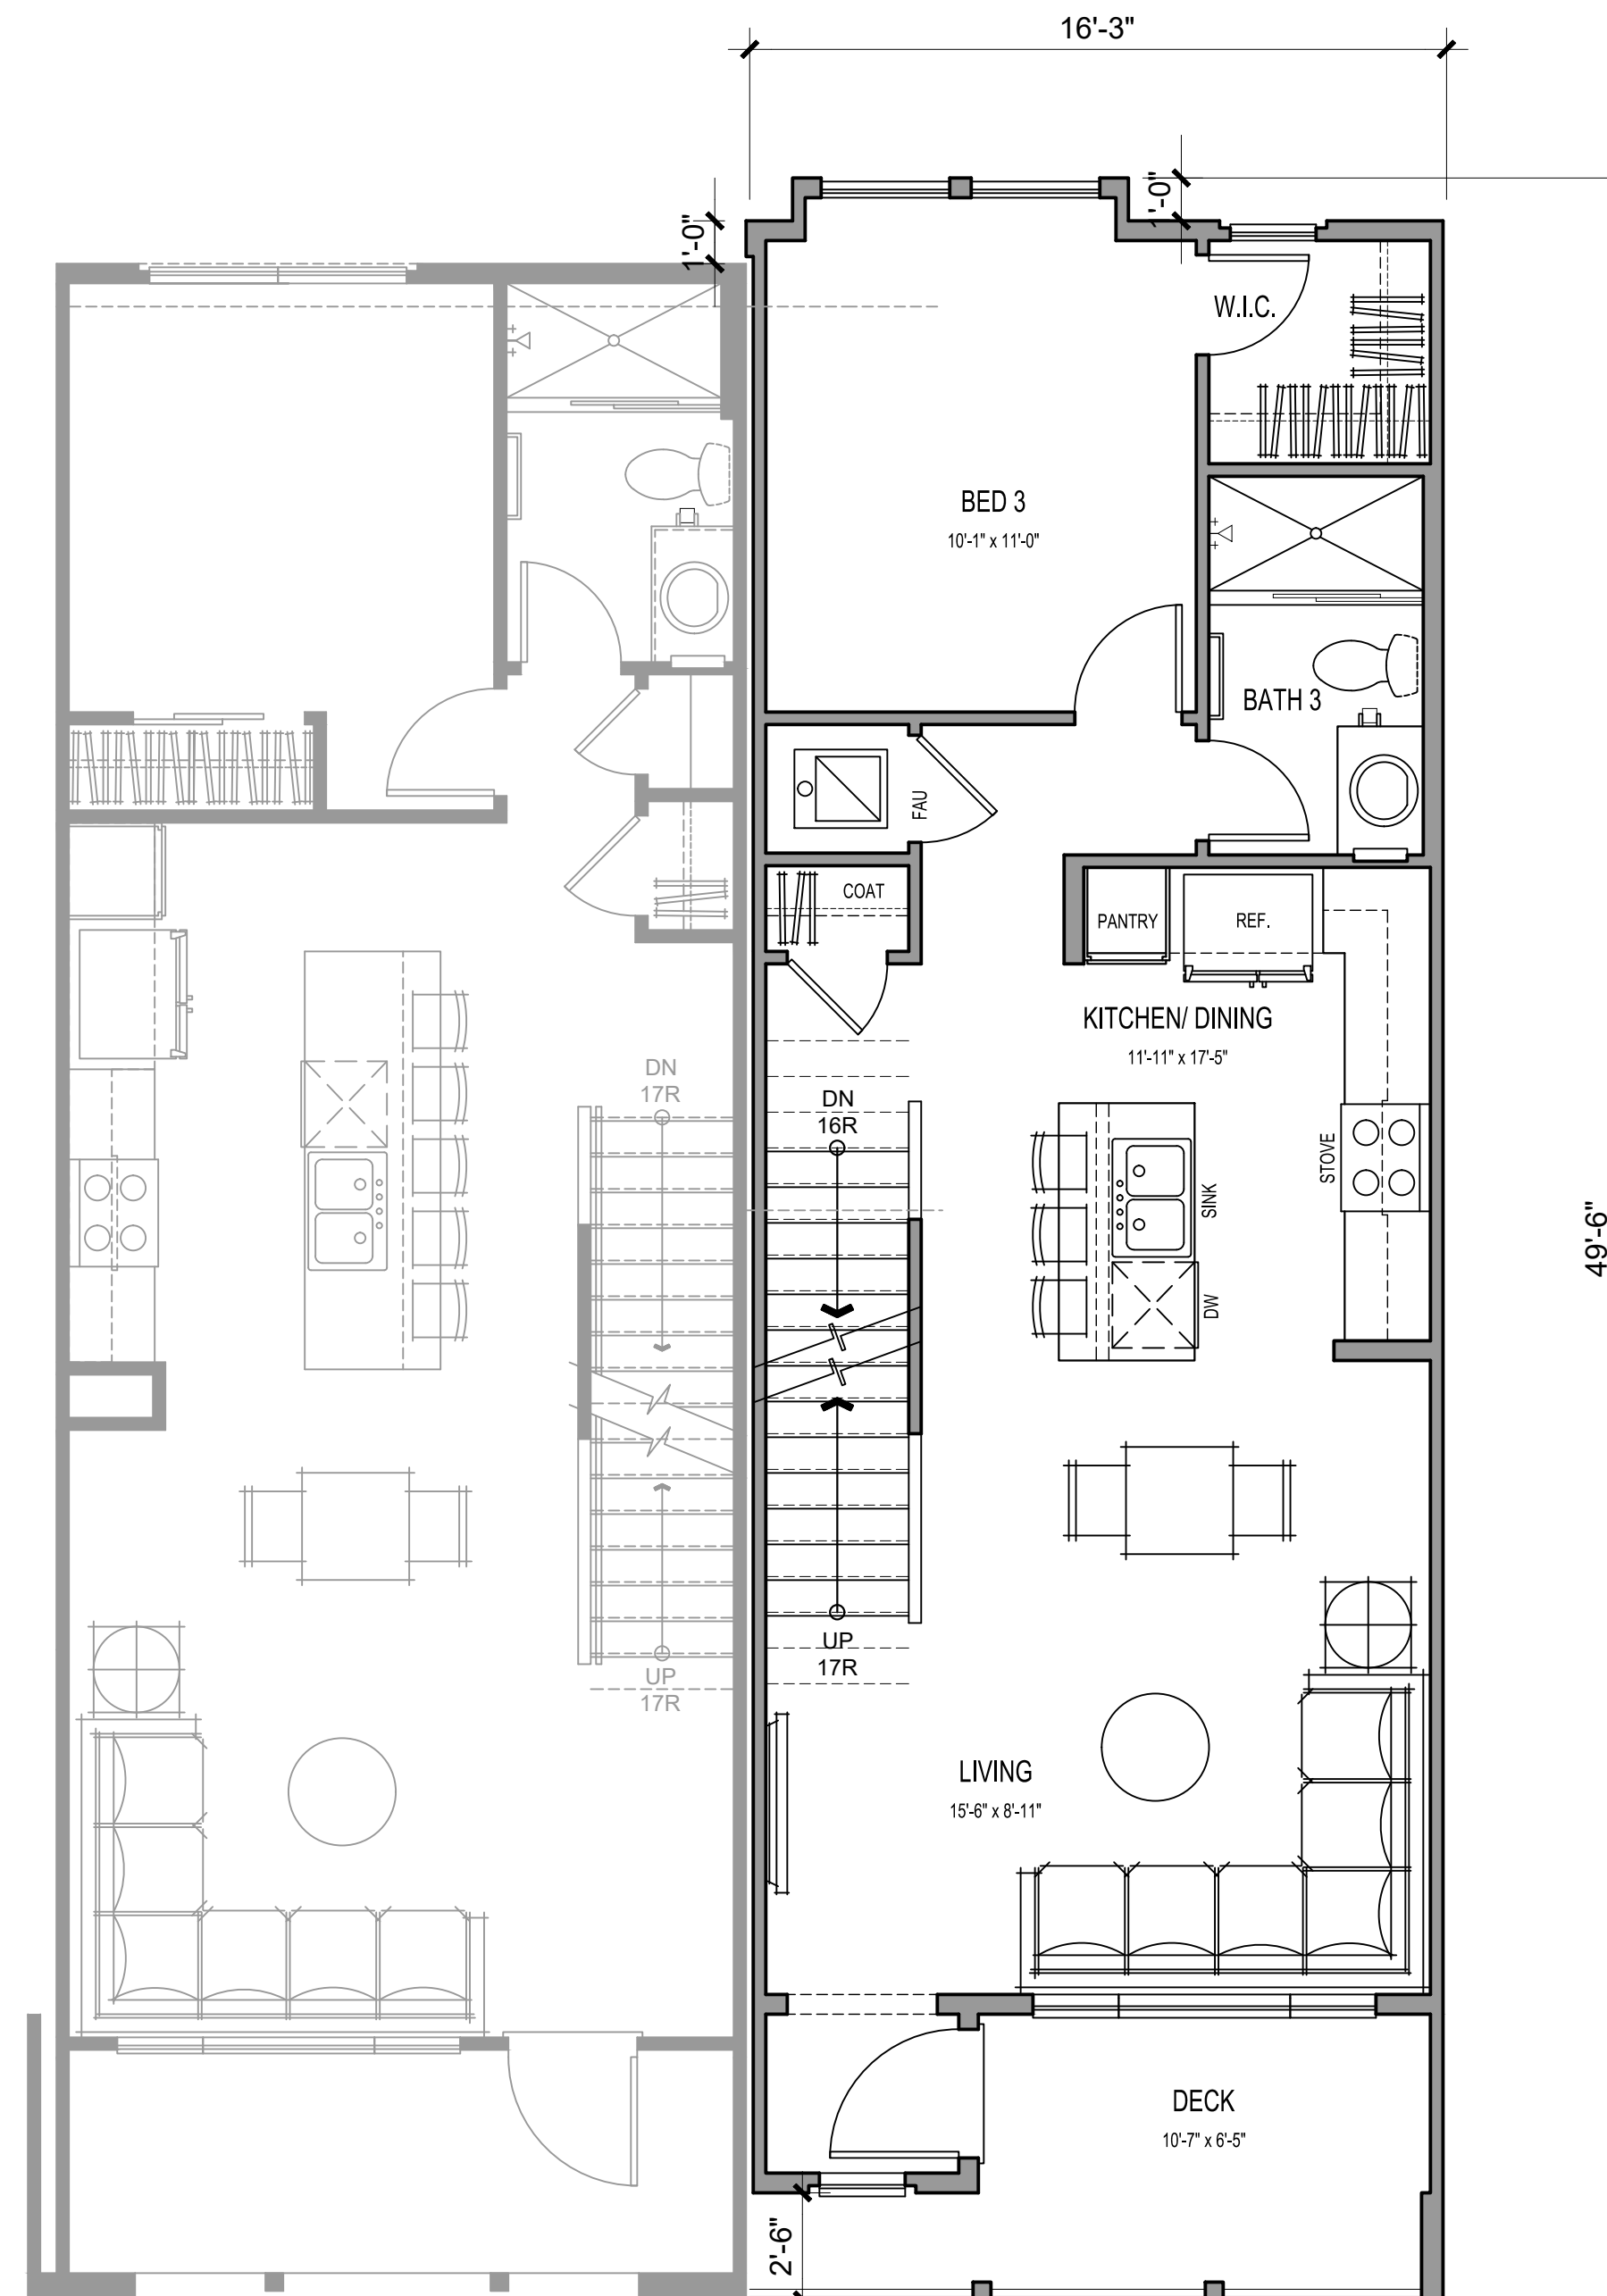 16'-3"
1'-0"
1'-0"
W.I.C.
BED 3
10'-1" x 11'-0"
BATH 3
FAU
COAT
PANTRY
REF.
KITCHEN/ DINING
11'-11" x 17'-5"
DN
17R
DN
16R
STOVE
SINK
49'-6"
DW
UP
17R
UP
17R
LIVING
15'-6" x 8'-11"
DECK
10'-7" x 6'-5"
2'-6"